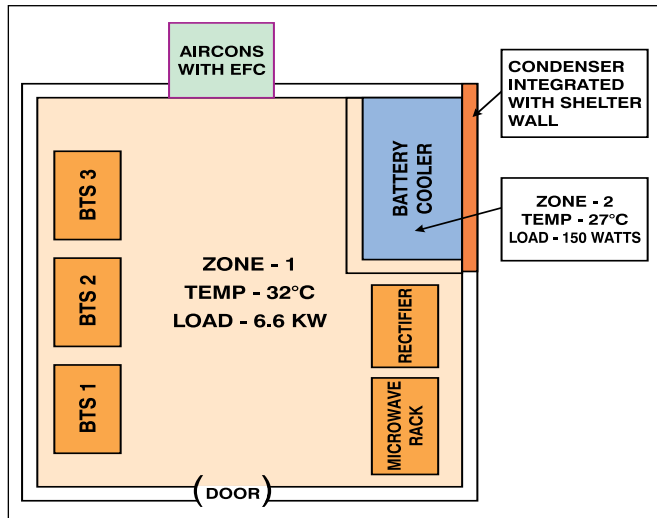 AIRCONS
WITH EFC
CONDENSER
INTEGRATED
WITH SHELTER
WALL
BATTERY
COOLER
ZONE - 2
TEMP - 27°C
LOAD - 150 WATTS
BTS 3
BTS 2
BTS 1
ZONE - 1
TEMP - 32°C
LOAD - 6.6 KW
RECTIFIER
MICROWAVE
RACK
(DOOR)